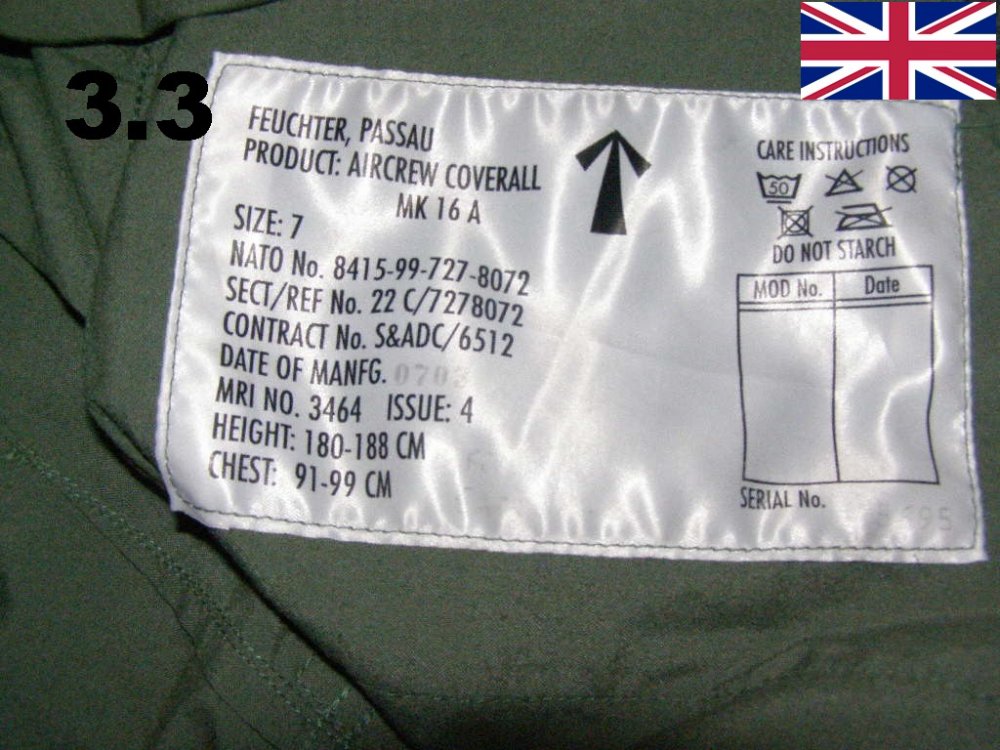 3.3
FEUCHTER, PASSAU
PRODUCT: AIRCREW COVERALL
MK 16 A
SIZE: 7
NATO No. 8415-99-727-8072
SECT/REF No. 22 C/7278072
CONTRACT No. S&ADC/6512
DATE OF MANFG.
MRI NO. 3464 ISSUE: 4
HEIGHT: 180-188 CM
CHEST: 91-99 CM
CARE INSTRUCTIONS
50
DO NOT STARCH
MOD No. Date
SERIAL No.